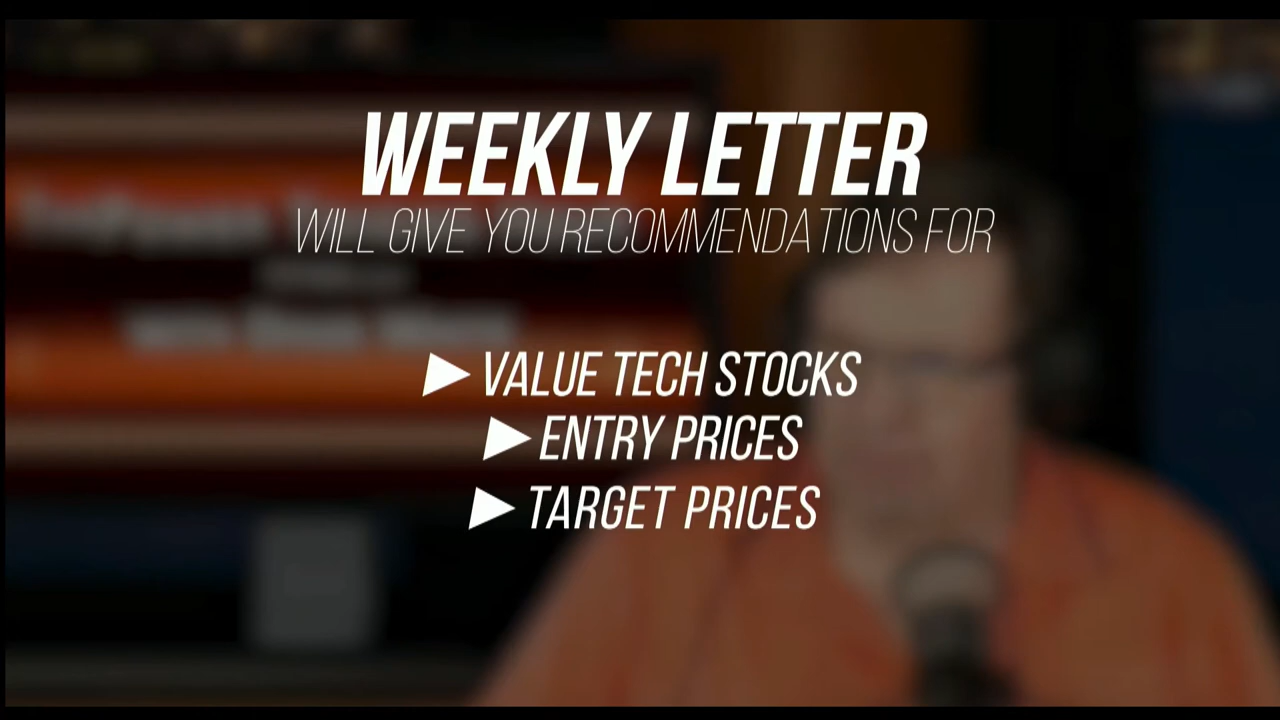 WEEKLY LETTER
WILL GIVE YOU RECOMMENDATIONS FOR
▶ VALUE TECH STOCKS
▶ ENTRY PRICES
▶ TARGET PRICES